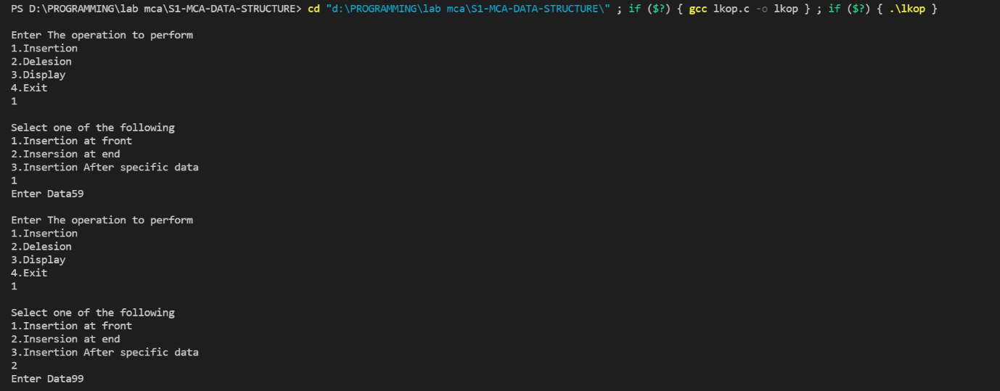 PS D:\PROGRAMMING\lab mca\S1-MCA-DATA-STRUCTURE> cd "d:\PROGRAMMING\lab mca\S1-MCA-DATA-STRUCTURE\" ; if ($?) { gcc lkop.c -o lkop } ; if ($?) { .\lkop }
Enter The operation to perform
1.Insertion
2.Delesion
3.Display
4.Exit
1
Select one of the following
1.Insertion at front
2.Insersion at end
3.Insertion After specific data
1
Enter Data59
Enter The operation to perform
1.Insertion
2.Delesion
3.Display
4.Exit
1
Select one of the following
1.Insertion at front
2.Insersion at end
3.Insertion After specific data
2
Enter Data99